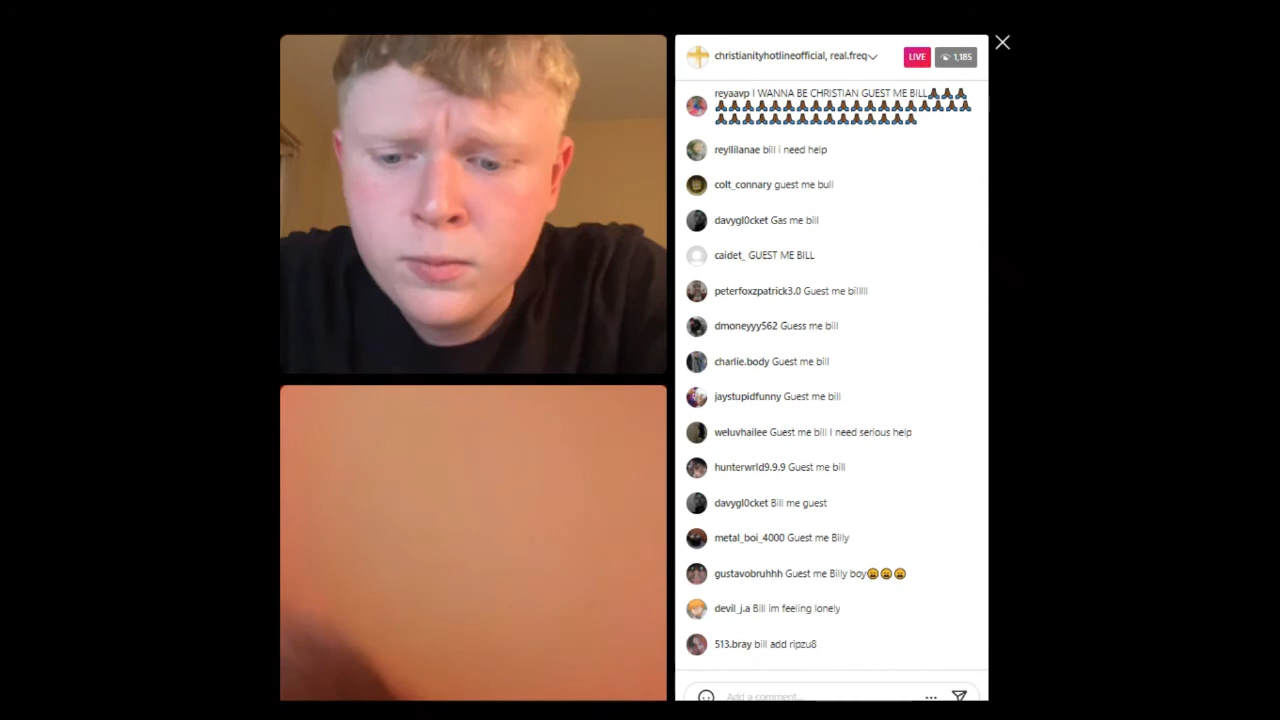 christianityhotlineofficial, real.freq
LIVE
1,185
reyaavp I WANNA BE CHRISTIAN GUEST ME BILL🙏🏾🙏🏾🙏🏾
🙏🏾🙏🏾🙏🏾🙏🏾🙏🏾🙏🏾🙏🏾🙏🏾🙏🏾🙏🏾🙏🏾🙏🏾🙏🏾🙏🏾🙏🏾🙏🏾🙏🏾🙏🏾🙏🏾
🙏🏾🙏🏾🙏🏾🙏🏾🙏🏾🙏🏾🙏🏾🙏🏾🙏🏾🙏🏾🙏🏾🙏🏾🙏🏾🙏🏾🙏🏾
reyllilanae bill i need help
colt_connary guest me bull
davygl0cket Gas me bill
caidet_ GUEST ME BILL
peterfoxzpatrick3.0 Guest me billllll
dmoneyyy562 Guess me bill
charlie.body Guest me bill
jaystupidfunny Guest me bill
weluvhailee Guest me bill I need serious help
hunterwrld9.9.9 Guest me bill
davygl0cket Bill me guest
metal_boi_4000 Guest me Billy
gustavobruhhh Guest me Billy boy😩😩😩
devil_j.a Bill im feeling lonely
513.bray bill add ripzu8
Add a comment...